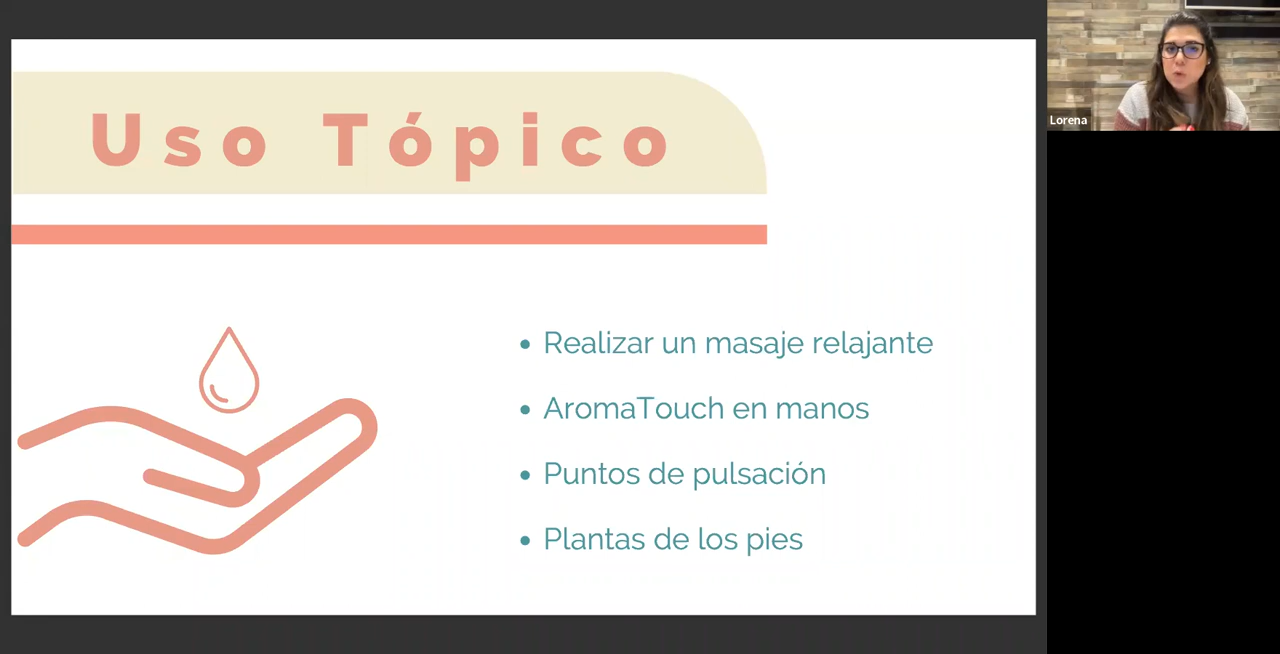 Uso Tópico
Realizar un masaje relajante
AromaTouch en manos
Puntos de pulsación
Plantas de los pies
Lorena